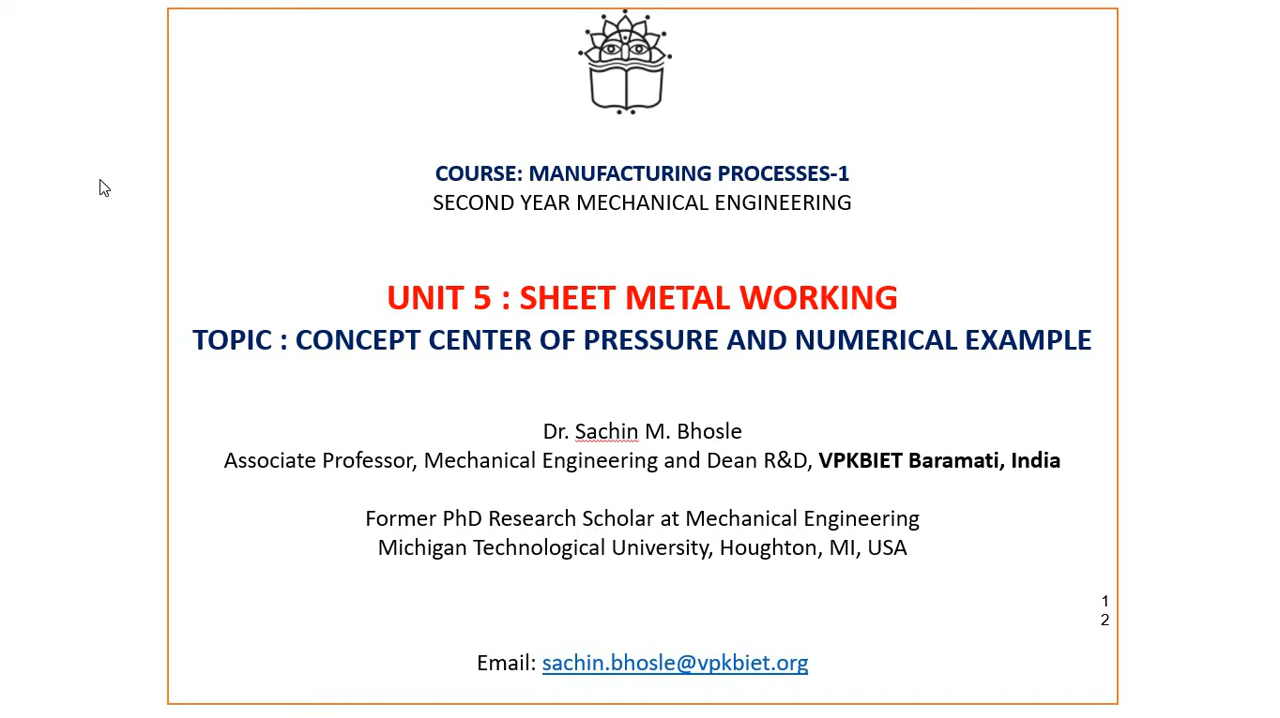 COURSE: MANUFACTURING PROCESSES-1
SECOND YEAR MECHANICAL ENGINEERING
UNIT 5 : SHEET METAL WORKING
TOPIC : CONCEPT CENTER OF PRESSURE AND NUMERICAL EXAMPLE
Dr. Sachin M. Bhosle
Associate Professor, Mechanical Engineering and Dean R&D, VPKBIET Baramati, India
Former PhD Research Scholar at Mechanical Engineering
Michigan Technological University, Houghton, MI, USA
1
2
Email: sachin.bhosle@vpkbiet.org